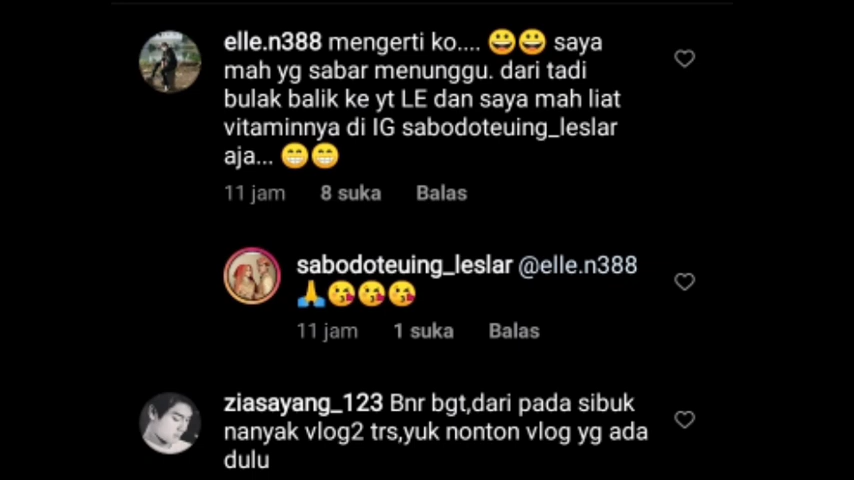 elle.n388 mengerti ko.... 😀😀 saya
mah yg sabar menunggu. dari tadi
bulak balik ke yt LE dan saya mah liat
vitaminnya di IG sabodoteuing_leslar
aja... 😁😁
11 jam 8 suka Balas
sabodoteuing_leslar @elle.n388
🙏😘😘😘
11 jam 1 suka Balas
ziasayang_123 Bnr bgt,dari pada sibuk
nanyak vlog2 trs,yuk nonton vlog yg ada
dulu